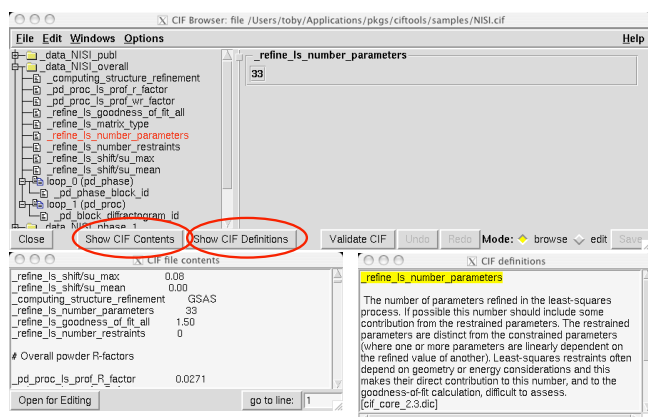 CIF Browser: file /Users/toby/Applications/pkgs/ciftools/samples/NISI.cif
File Edit Windows Options Help
_data_NISI_publ
_data_NISI_overall
_computing_structure_refinement
_pd_proc_ls_prof_r_factor
_pd_proc_ls_prof_wr_factor
_refine_ls_goodness_of_fit_all
_refine_ls_matrix_type
_refine_ls_number_parameters
_refine_ls_number_restraints
_refine_ls_shift/su_max
_refine_ls_shift/su_mean
loop_0 (pd_phase)
_pd_phase_block_id
loop_1 (pd_proc)
_pd_block_diffractogram_id
_data_NISI_phase_1
_refine_ls_number_parameters
33
Close Show CIF Contents Show CIF Definitions Validate CIF Undo Redo Mode: browse edit Save
CIF file contents
_refine_ls_shift/su_max 0.08
_refine_ls_shift/su_mean 0.00
_computing_structure_refinement GSAS
_refine_ls_number_parameters 33
_refine_ls_goodness_of_fit_all 1.50
_refine_ls_number_restraints 0
# Overall powder R-factors
_pd_proc_ls_prof_R_factor 0.0271
Open for Editing go to line: 1
CIF definitions
_refine_ls_number_parameters
The number of parameters refined in the least-squares
process. If possible this number should include some
contribution from the restrained parameters. The restrained
parameters are distinct from the constrained parameters
(where one or more parameters are linearly dependent on
the refined value of another). Least-squares restraints often
depend on geometry or energy considerations and this
makes their direct contribution to this number, and to the
goodness-of-fit calculation, difficult to assess.
[cif_core_2.3.dic]